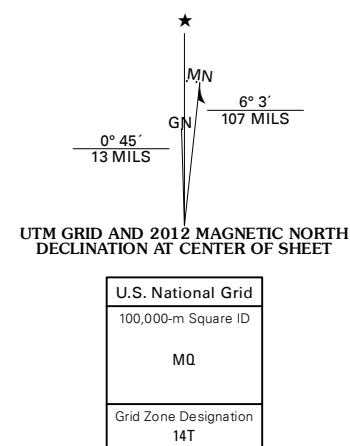 MN
GN
6° 3´
107 MILS
0° 45´
13 MILS
UTM GRID AND 2012 MAGNETIC NORTH
DECLINATION AT CENTER OF SHEET
U.S. National Grid
100,000-m Square ID
MQ
Grid Zone Designation
14T